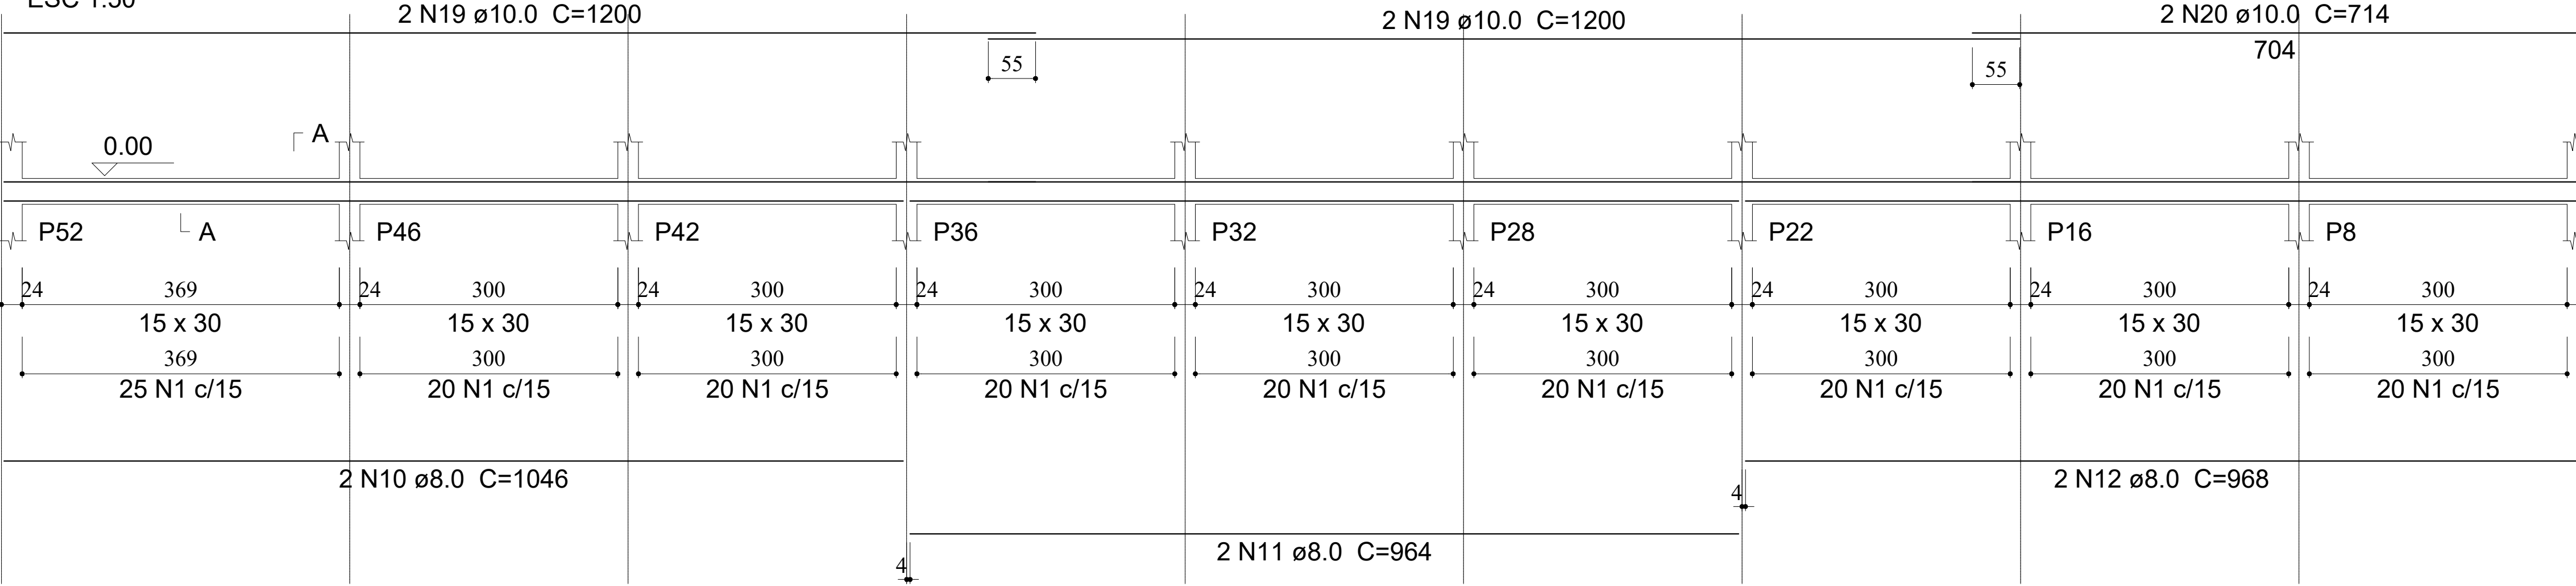 ESC 1:50
2 N19 ø10.0 C=1200
2 N19 ø10.0 C=1200
2 N20 ø10.0 C=714
704
55
55
0.00
A
A
P52
P46
P42
P36
P32
P28
P22
P16
P8
24 369 24 300 24 300 24 300 24 300 24 300 24 300 24 300 24 300
15 x 30 15 x 30 15 x 30 15 x 30 15 x 30 15 x 30 15 x 30 15 x 30 15 x 30
369 300 300 300 300 300 300 300 300
25 N1 c/15 20 N1 c/15 20 N1 c/15 20 N1 c/15 20 N1 c/15 20 N1 c/15 20 N1 c/15 20 N1 c/15 20 N1 c/15
2 N10 ø8.0 C=1046
2 N12 ø8.0 C=968
4
2 N11 ø8.0 C=964
4